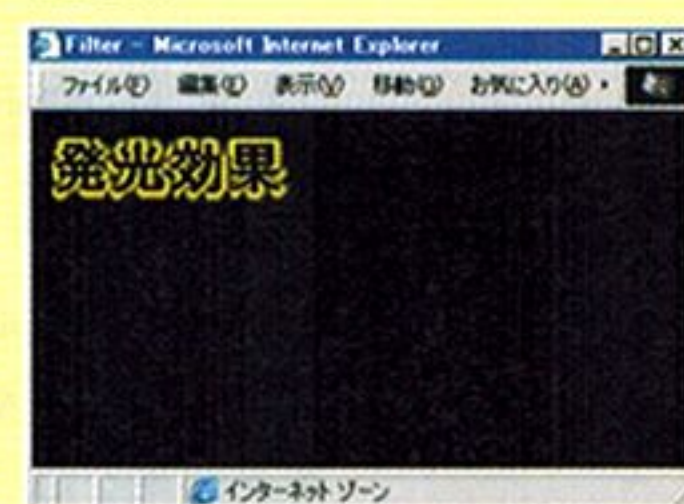 Filter - Microsoft Internet Explorer
ファイル(F) 編集(E) 表示(V) 移動(G) お気に入り(A)
発光効果
インターネット ゾーン